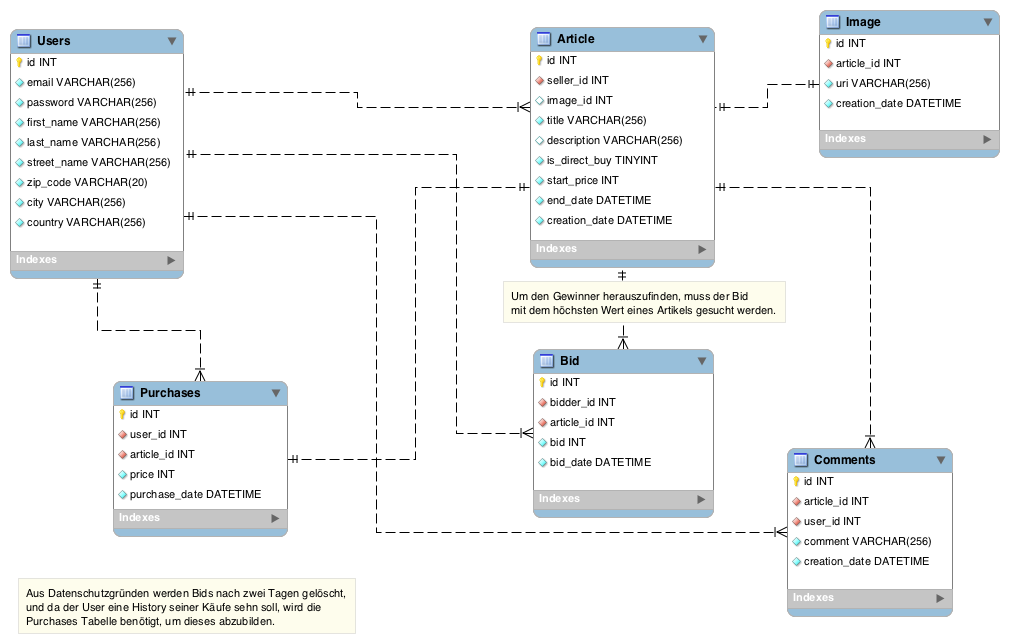 Users
id INT
email VARCHAR(256)
password VARCHAR(256)
first_name VARCHAR(256)
last_name VARCHAR(256)
street_name VARCHAR(256)
zip_code VARCHAR(20)
city VARCHAR(256)
country VARCHAR(256)
Indexes
Article
id INT
seller_id INT
image_id INT
title VARCHAR(256)
description VARCHAR(256)
is_direct_buy TINYINT
start_price INT
end_date DATETIME
creation_date DATETIME
Indexes
Image
id INT
article_id INT
uri VARCHAR(256)
creation_date DATETIME
Indexes
Um den Gewinner herauszufinden, muss der Bid
mit dem höchsten Wert eines Artikels gesucht werden.
Purchases
id INT
user_id INT
article_id INT
price INT
purchase_date DATETIME
Indexes
Bid
id INT
bidder_id INT
article_id INT
bid INT
bid_date DATETIME
Indexes
Comments
id INT
article_id INT
user_id INT
comment VARCHAR(256)
creation_date DATETIME
Indexes
Aus Datenschutzgründen werden Bids nach zwei Tagen gelöscht,
und da der User eine History seiner Käufe sehn soll, wird die
Purchases Tabelle benötigt, um dieses abzubilden.